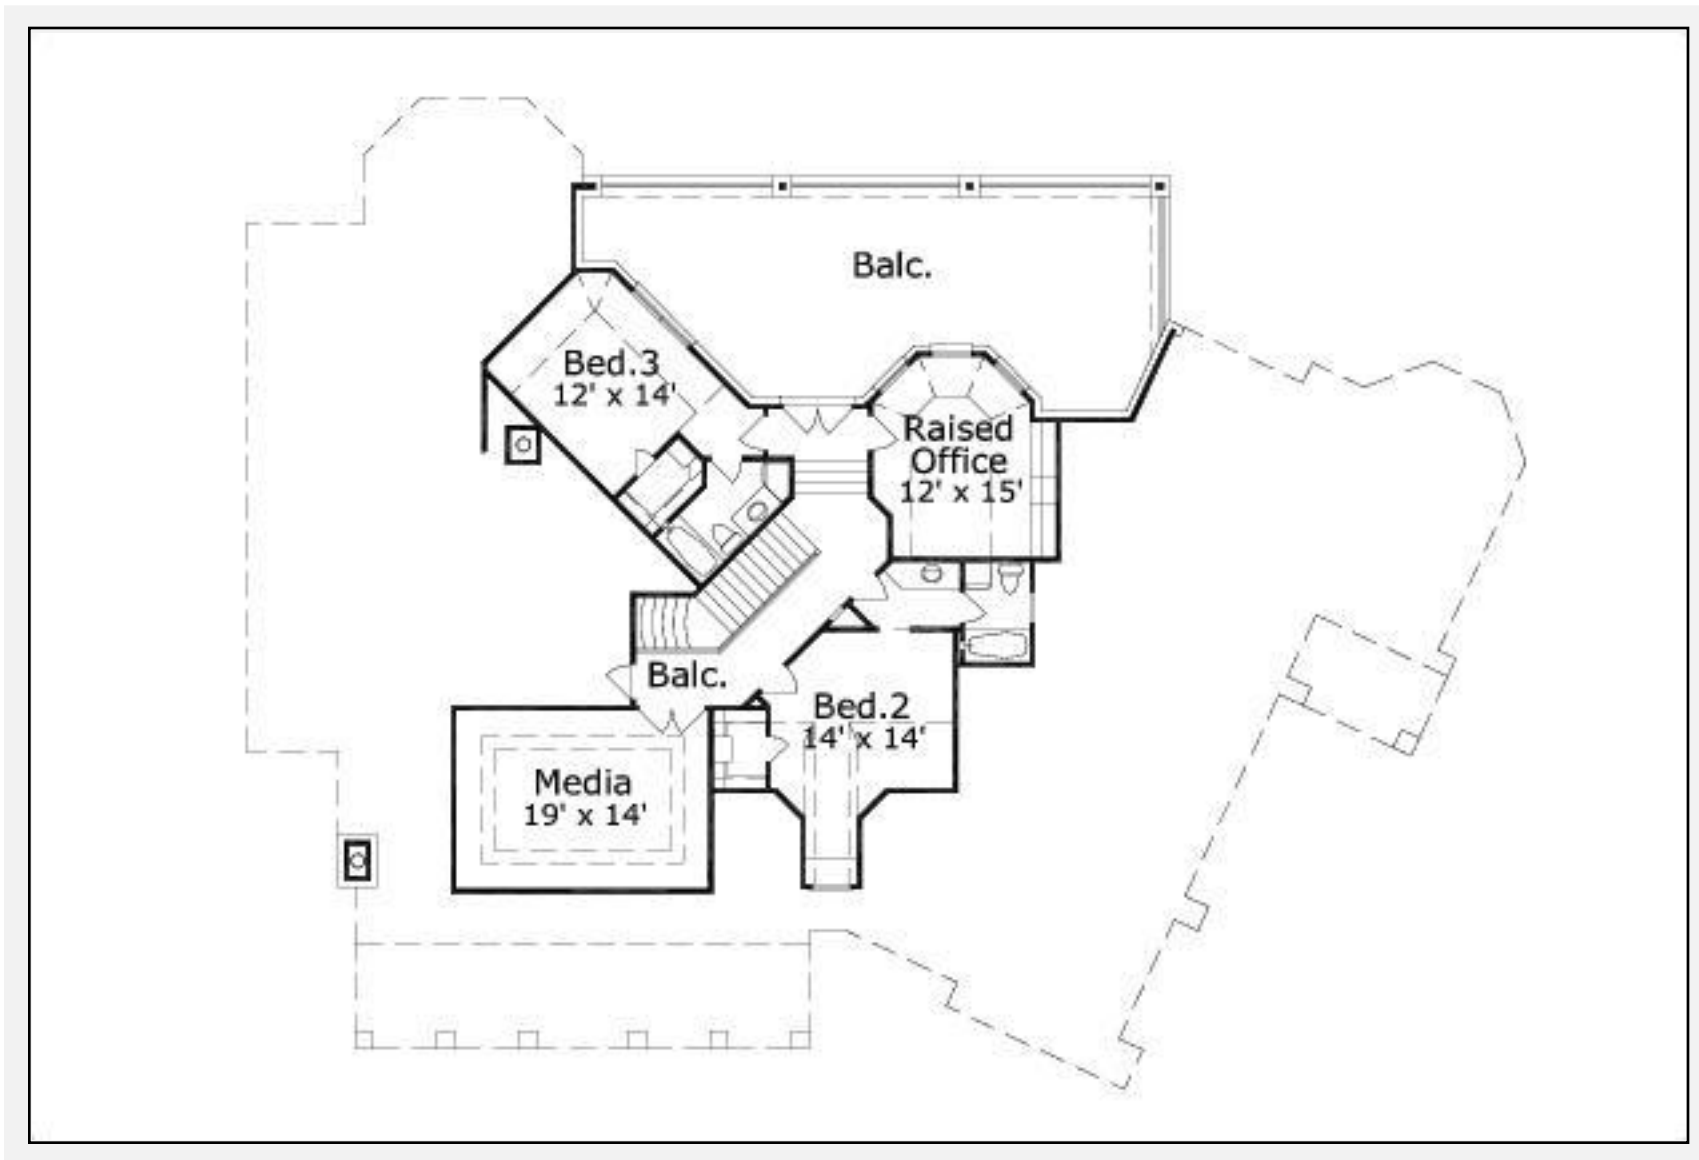 Balc.
Bed.3
12' x 14'
Raised
Office
12' x 15'
Balc.
Bed.2
14' x 14'
Media
19' x 14'